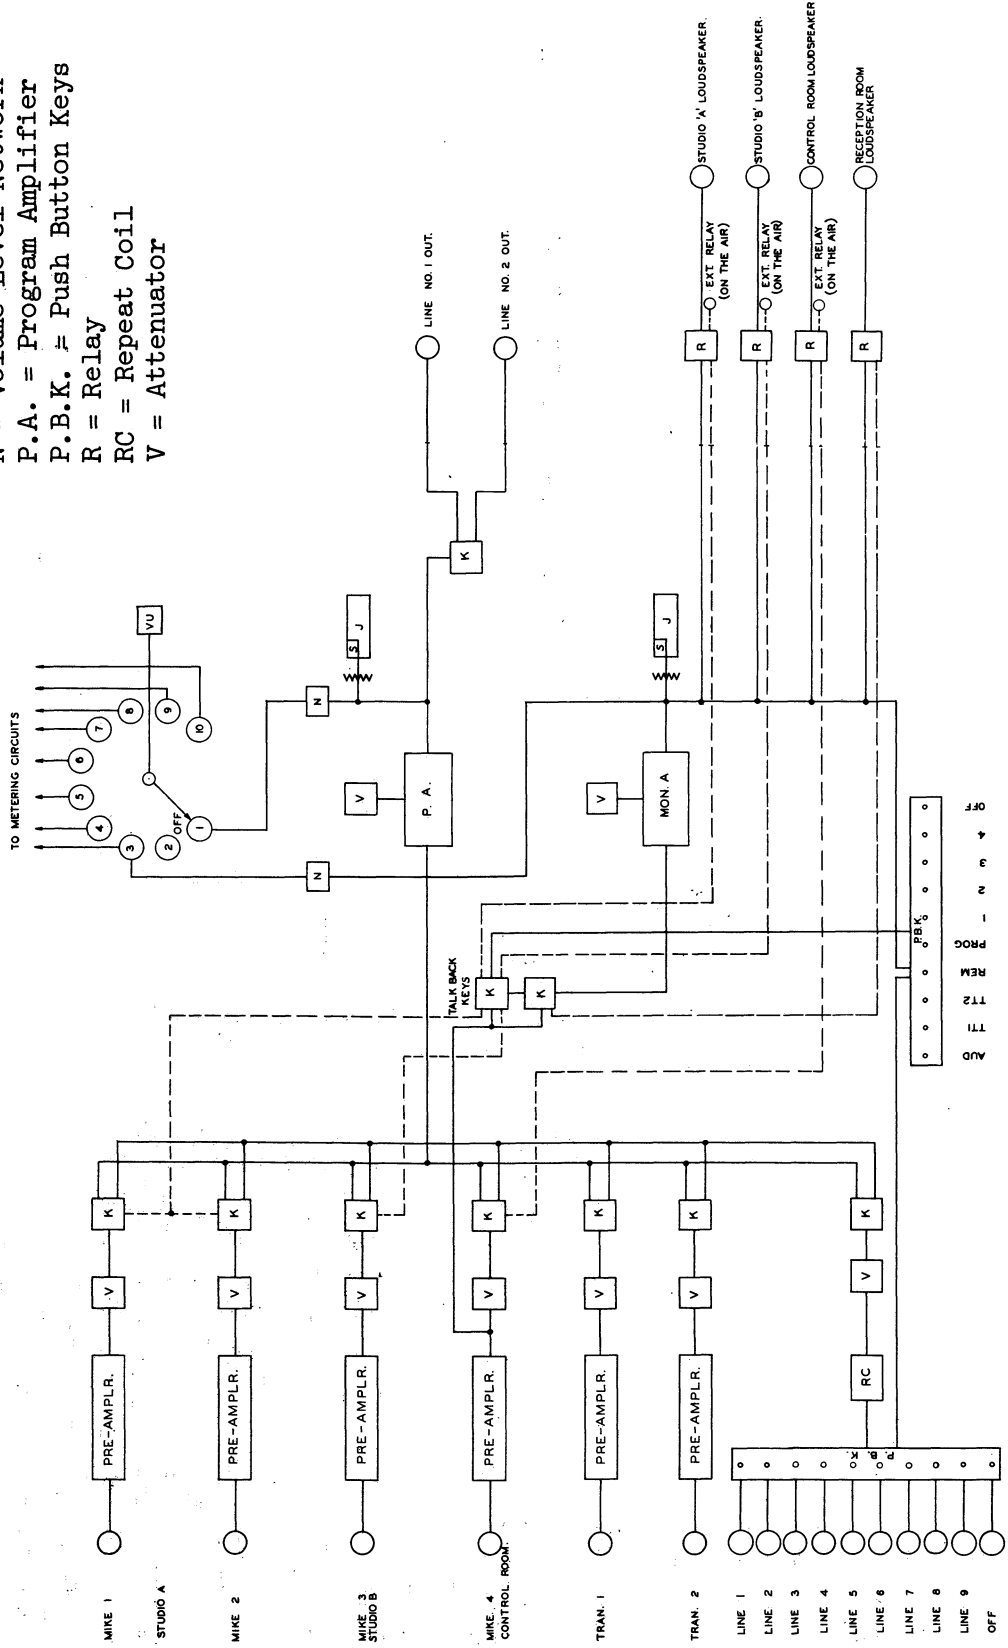 N = Volume Level Network
P.A. = Program Amplifier
P.B.K. = Push Button Keys
R = Relay
RC = Repeat Coil
V = Attenuator
TO METERING CIRCUITS
3
4
5
6
7
8
9
10
2
OFF
1
VU
MIKE 1
PRE-AMPLR.
V
K
STUDIO A
MIKE 2
PRE-AMPLR.
V
K
N
N
V
S
J
MIKE 3
STUDIO B
PRE-AMPLR.
V
K
P. A.
K
LINE NO. 1 OUT.
LINE NO. 2 OUT.
MIKE 4
CONTROL ROOM.
PRE-AMPLR.
V
K
TALK BACK
KEYS
K
K
V
S
J
TRAN. 1
PRE-AMPLR.
V
K
MON. A
TRAN. 2
PRE-AMPLR.
V
K
R
EXT. RELAY
(ON THE AIR)
STUDIO 'A' LOUDSPEAKER.
R
EXT. RELAY
(ON THE AIR)
STUDIO 'B' LOUDSPEAKER.
R
EXT. RELAY
(ON THE AIR)
CONTROL ROOM LOUDSPEAKER
R
RECEPTION ROOM
LOUDSPEAKER
LINE 1
LINE 2
LINE 3
LINE 4
LINE 5
LINE 6
LINE 7
LINE 8
LINE 9
OFF
P. B. K.
RC
V
K
P.B.K.
AUD
TT1
TT2
REM
PROG
1
2
3
4
OFF